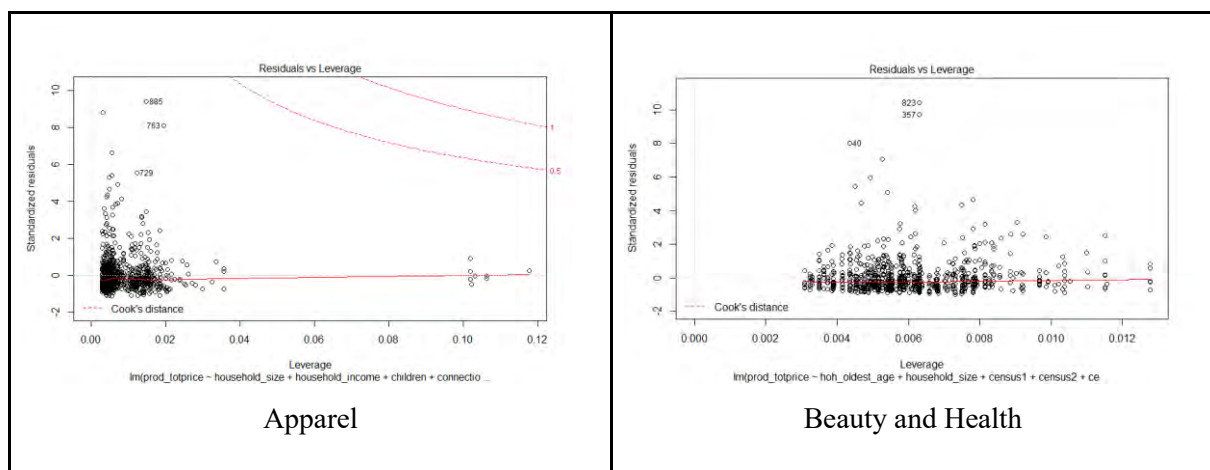 Residuals vs Leverage
Standardized residuals
10
8
6
4
2
0
-2
885
763
729
1
0.5
Cook's distance
0.00 0.02 0.04 0.06 0.08 0.10 0.12
Leverage
lm(prod_totprice ~ household_size + household_income + children + connectio ...
Apparel
Residuals vs Leverage
Standardized residuals
10
8
6
4
2
0
-2
823
357
40
Cook's distance
0.000 0.002 0.004 0.006 0.008 0.010 0.012
Leverage
lm(prod_totprice ~ hoh_oldest_age + household_size + census1 + census2 + ce ...
Beauty and Health